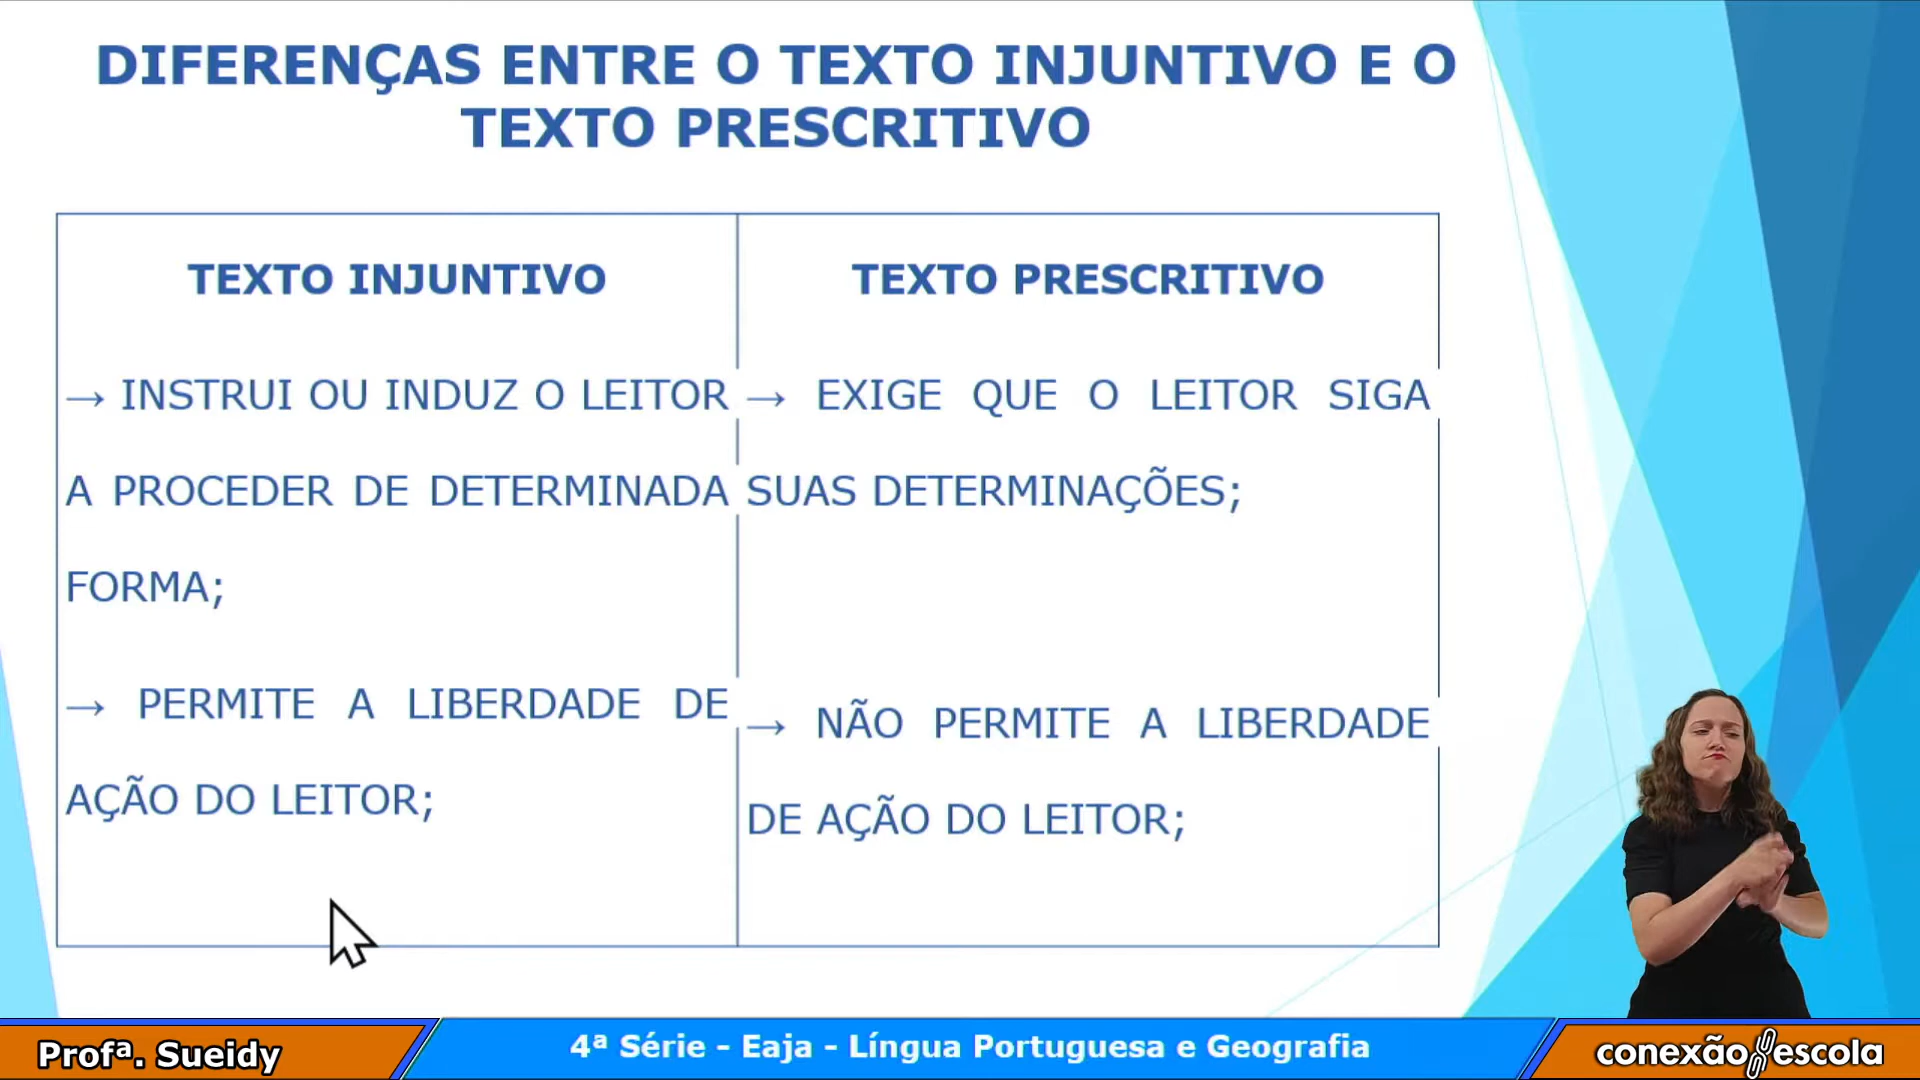 DIFERENÇAS ENTRE O TEXTO INJUNTIVO E O
TEXTO PRESCRITIVO
TEXTO INJUNTIVO
→ INSTRUI OU INDUZ O LEITOR
A PROCEDER DE DETERMINADA
FORMA;
→ PERMITE A LIBERDADE DE
AÇÃO DO LEITOR;
TEXTO PRESCRITIVO
→ EXIGE QUE O LEITOR SIGA
SUAS DETERMINAÇÕES;
→ NÃO PERMITE A LIBERDADE
DE AÇÃO DO LEITOR;
Profª. Sueidy
4ª Série - Eaja - Língua Portuguesa e Geografia
conexão escola